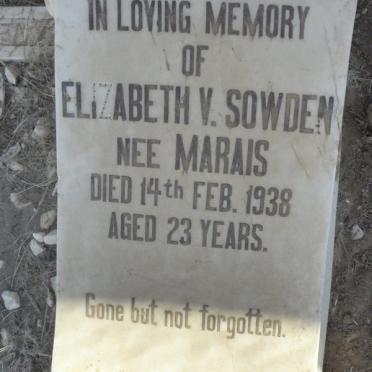 IN LOVING MEMORY
OF
ELIZABETH V. SOWDEN
NEE MARAIS
DIED 14th FEB. 1938
AGED 23 YEARS.
Gone but not forgotten.